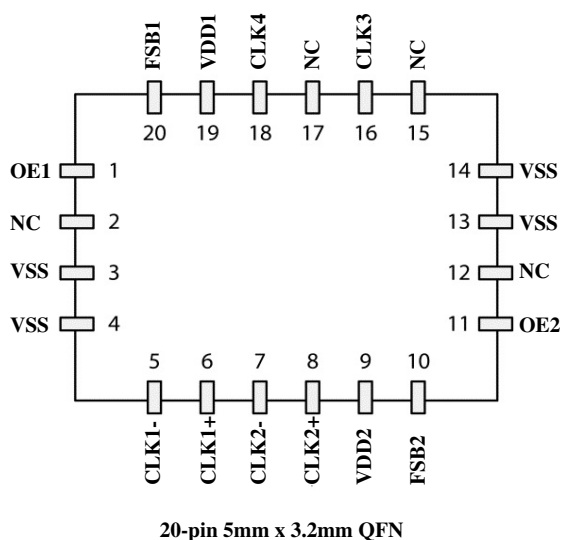 FSB1
VDD1
CLK4
NC
CLK3
NC
20
19
18
17
16
15
OE1
1
14
VSS
NC
2
13
VSS
VSS
3
12
NC
VSS
4
11
OE2
5
6
7
8
9
10
CLK1-
CLK1+
CLK2-
CLK2+
VDD2
FSB2
20-pin 5mm x 3.2mm QFN